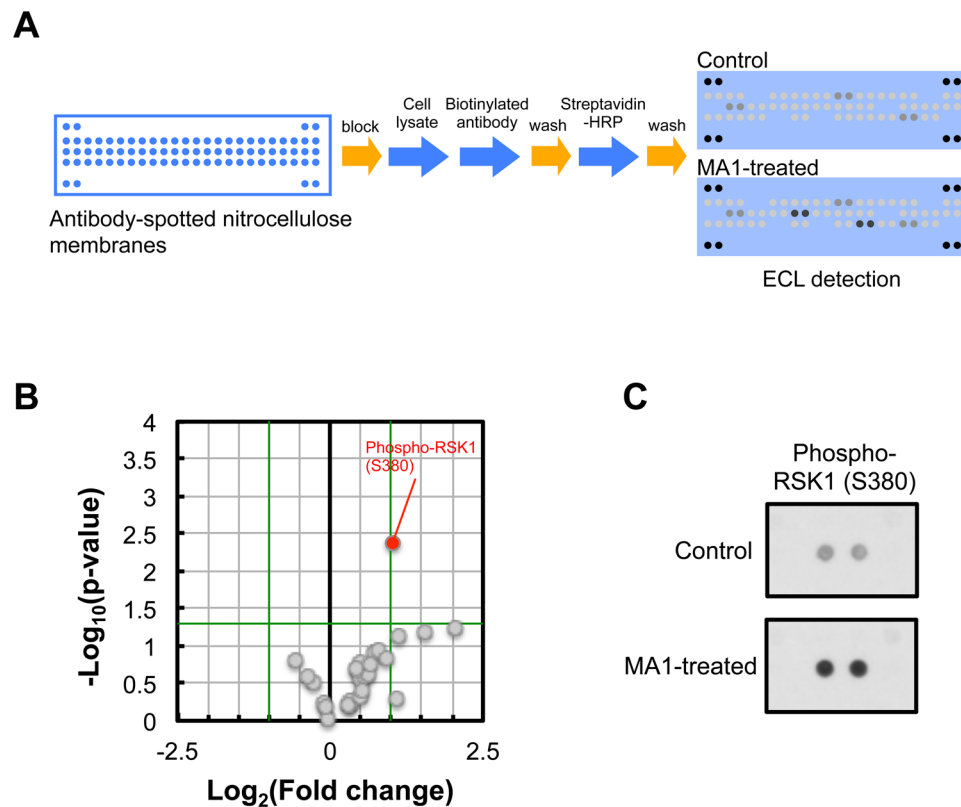 A
Control
Cell
lysate
Biotinylated
antibody
Streptavidin
-HRP
block
wash
wash
MA1-treated
Antibody-spotted nitrocellulose
membranes
ECL detection
B
C
4
3.5
3
2.5
2
1.5
1
0.5
0
-Log10(p-value)
Phospho-RSK1
(S380)
-2.5
0
2.5
Log2(Fold change)
Phospho-
RSK1 (S380)
Control
MA1-treated